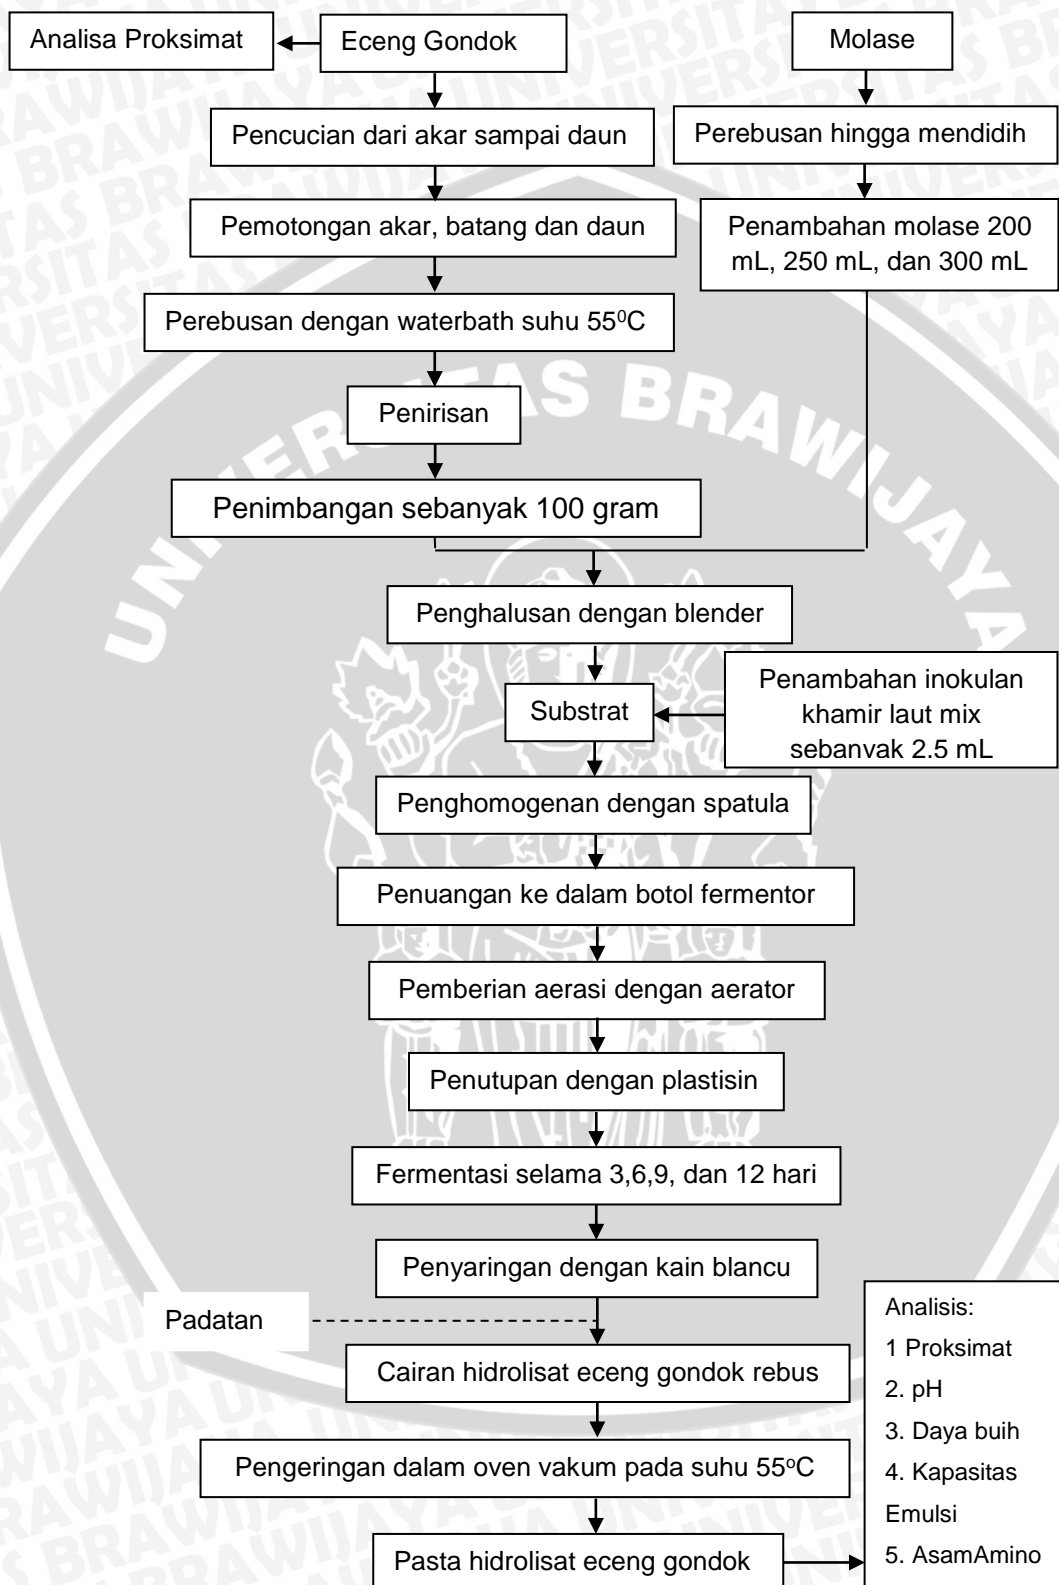 Analisa Proksimat
Eceng Gondok
Molase
Pencucian dari akar sampai daun
Perebusan hingga mendidih
Pemotongan akar, batang dan daun
Penambahan molase 200
mL, 250 mL, dan 300 mL
Perebusan dengan waterbath suhu 55⁰C
Penirisan
Penimbangan sebanyak 100 gram
UNIVERSITAS BRAWIJAYA
Penghalusan dengan blender
Substrat
Penambahan inokulan
khamir laut mix
sebanyak 2.5 mL
Penghomogenan dengan spatula
Penuangan ke dalam botol fermentor
Pemberian aerasi dengan aerator
Penutupan dengan plastisin
Fermentasi selama 3,6,9, dan 12 hari
Penyaringan dengan kain blancu
Padatan
Cairan hidrolisat eceng gondok rebus
Pengeringan dalam oven vakum pada suhu 55ᵒC
Pasta hidrolisat eceng gondok
Analisis:
1 Proksimat
2. pH
3. Daya buih
4. Kapasitas
Emulsi
5. AsamAmino